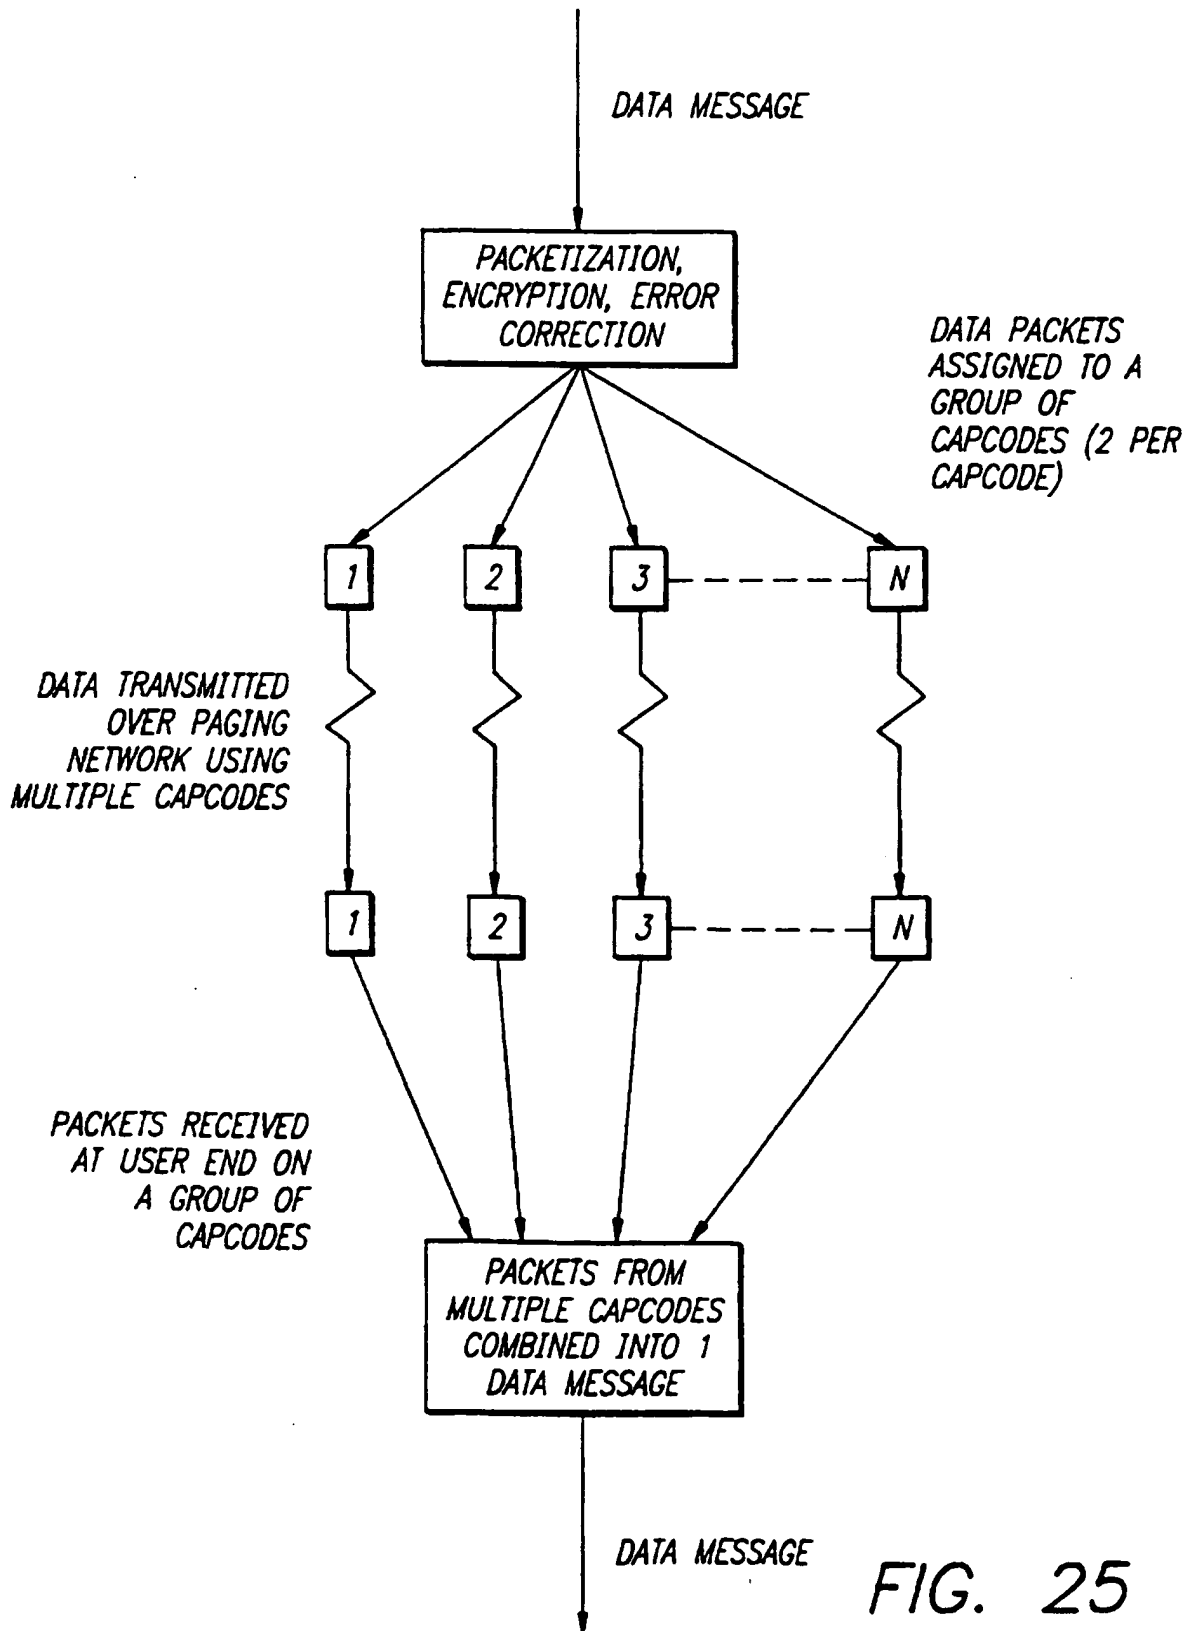 DATA MESSAGE
PACKETIZATION,
ENCRYPTION, ERROR
CORRECTION
DATA PACKETS
ASSIGNED TO A
GROUP OF
CAPCODES (2 PER
CAPCODE)
1 2 3 N
DATA TRANSMITTED
OVER PAGING
NETWORK USING
MULTIPLE CAPCODES
1 2 3 N
PACKETS RECEIVED
AT USER END ON
A GROUP OF
CAPCODES
PACKETS FROM
MULTIPLE CAPCODES
COMBINED INTO 1
DATA MESSAGE
DATA MESSAGE
FIG. 25